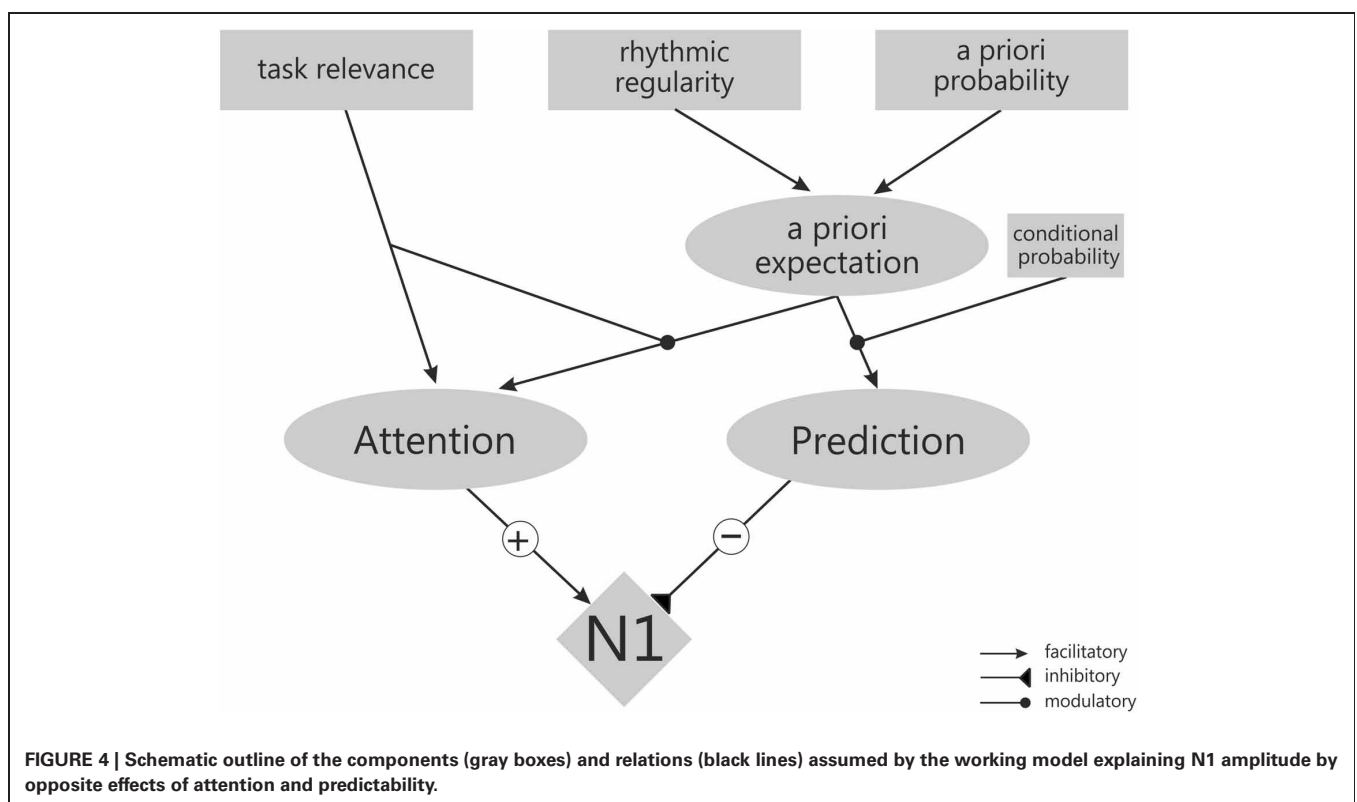 task relevance
rhythmic
regularity
a priori
probability
a priori
expectation
conditional
probability
Attention
Prediction
+
−
N1
facilitatory
inhibitory
modulatory
FIGURE 4 | Schematic outline of the components (gray boxes) and relations (black lines) assumed by the working model explaining N1 amplitude by
opposite effects of attention and predictability.